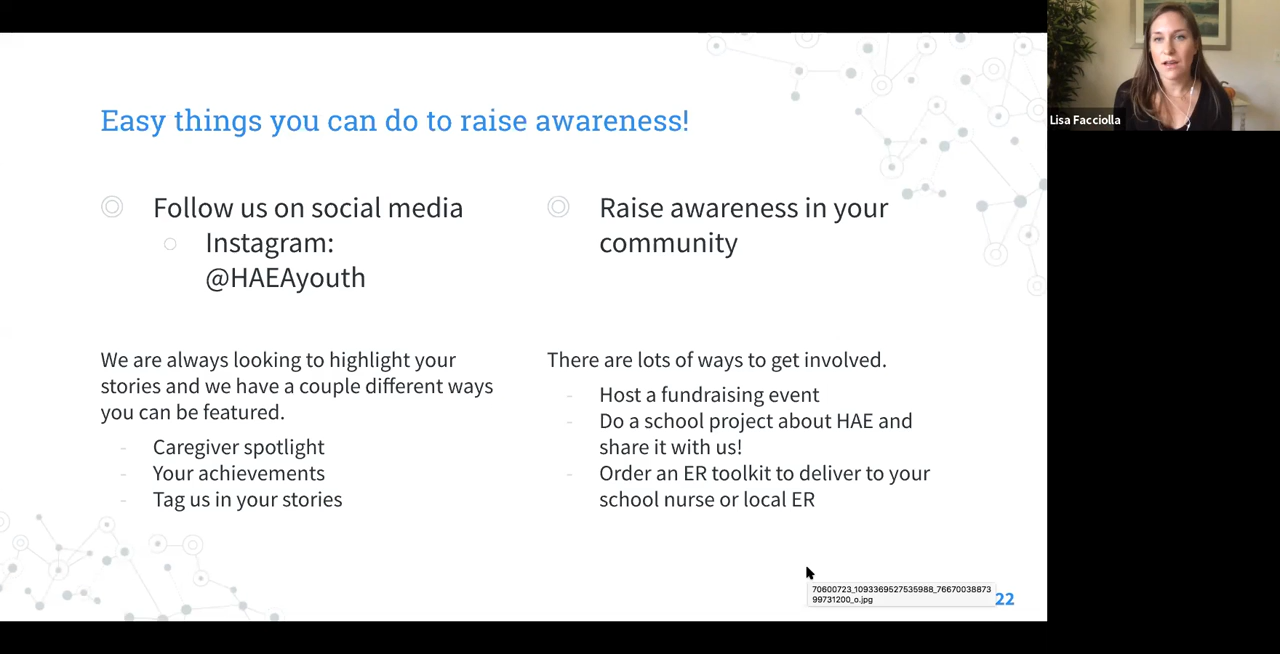 Easy things you can do to raise awareness!
Follow us on social media
Instagram:
@HAEAyouth
We are always looking to highlight your
stories and we have a couple different ways
you can be featured.
- Caregiver spotlight
- Your achievements
- Tag us in your stories
Raise awareness in your
community
There are lots of ways to get involved.
- Host a fundraising event
- Do a school project about HAE and
share it with us!
- Order an ER toolkit to deliver to your
school nurse or local ER
70600723_1093369527535988_76670038873
99731200_o.jpg
22
Lisa Facciolla